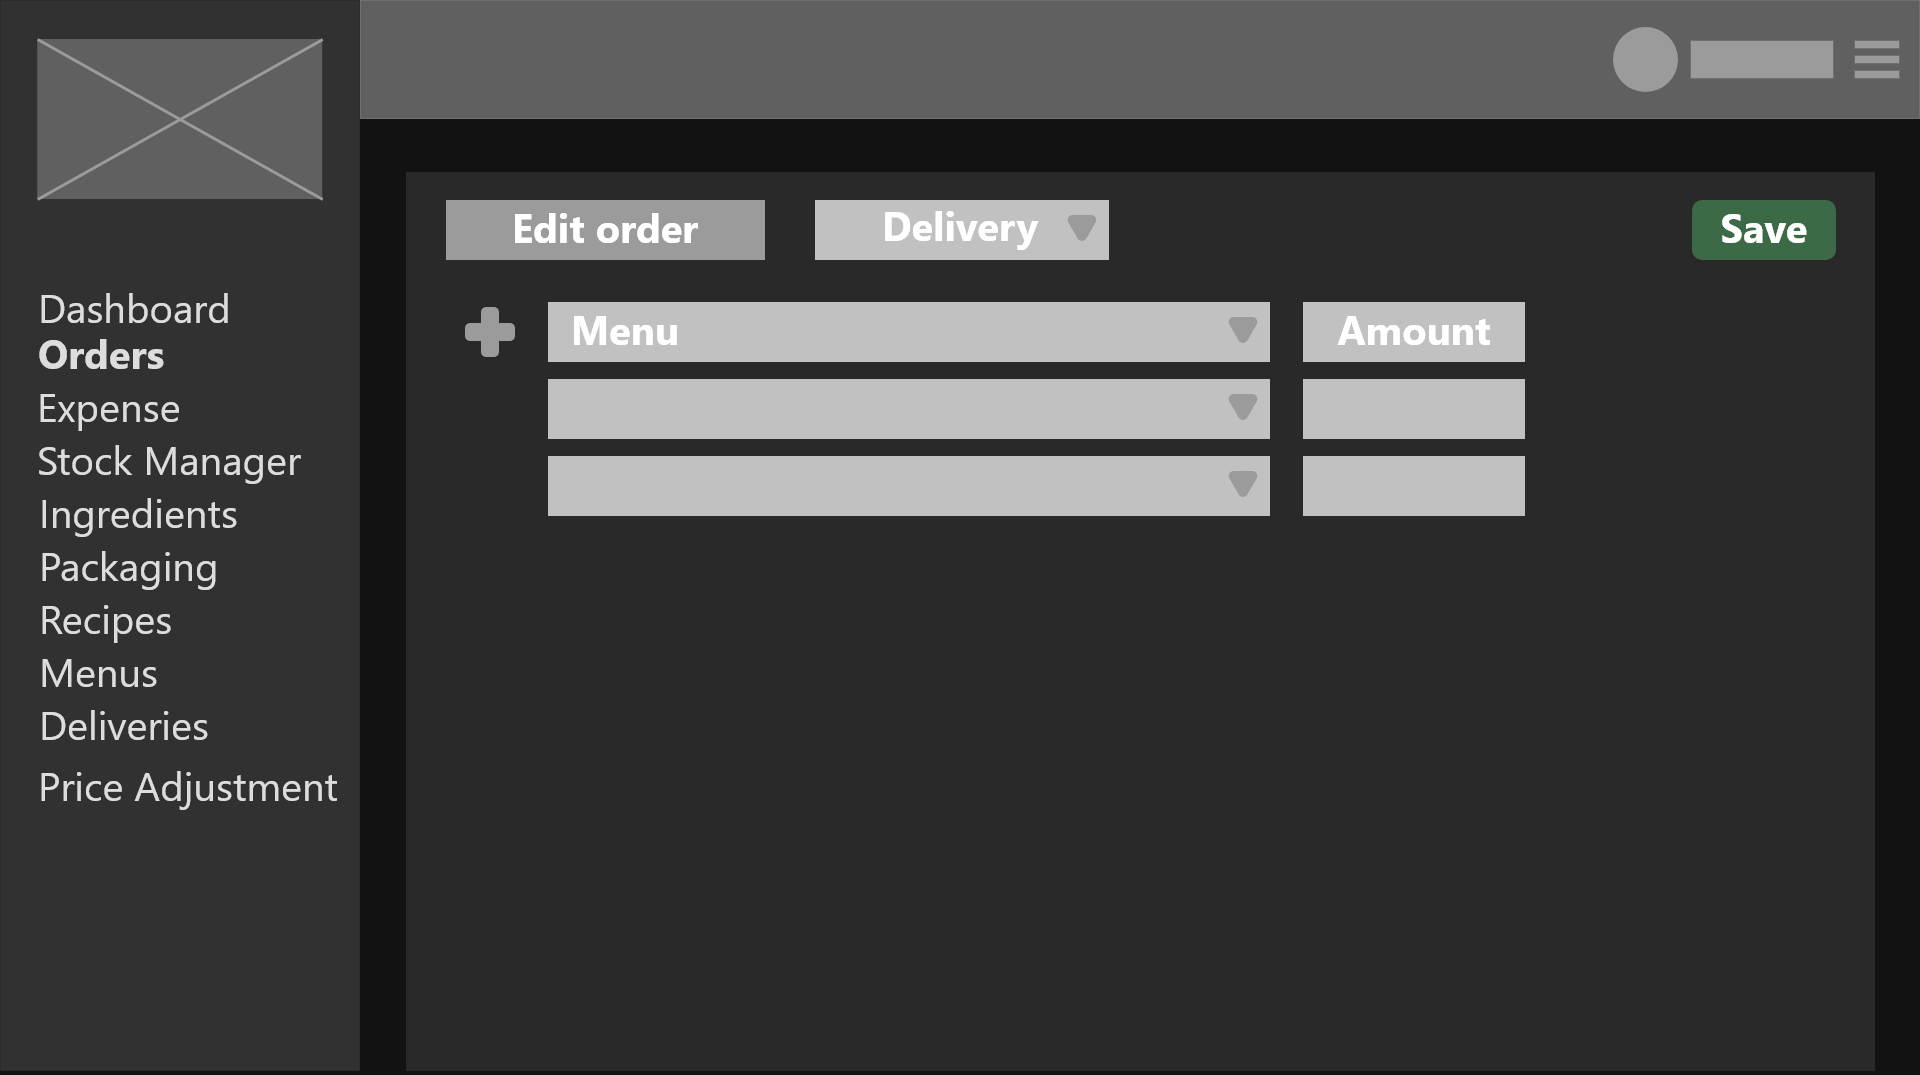 Dashboard
Orders
Expense
Stock Manager
Ingredients
Packaging
Recipes
Menus
Deliveries
Price Adjustment
Edit order
Delivery
Save
Menu
Amount